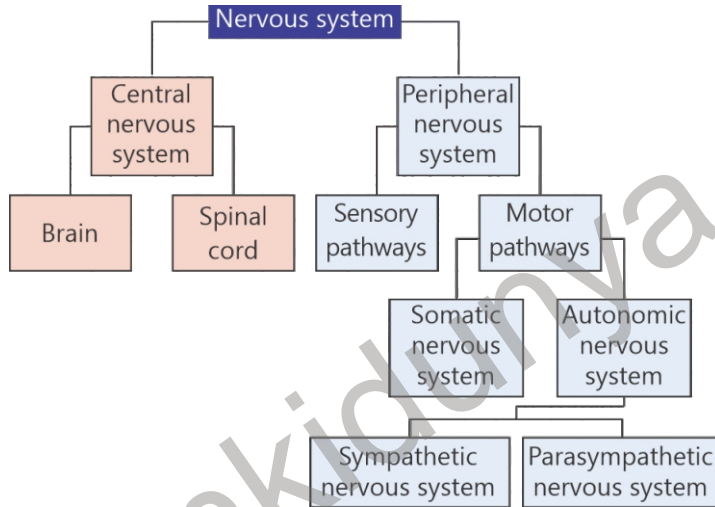 Nervous system
Central
nervous
system
Peripheral
nervous
system
Brain
Spinal
cord
Sensory
pathways
Motor
pathways
Somatic
nervous
system
Autonomic
nervous
system
Sympathetic
nervous system
Parasympathetic
nervous system